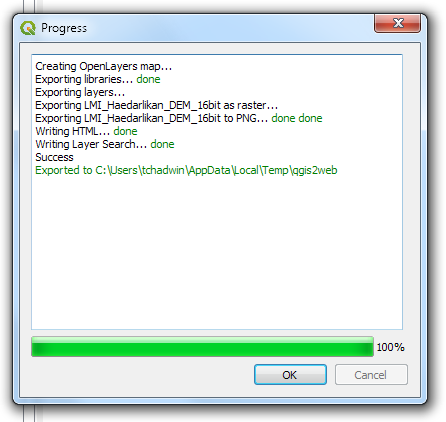 Progress
Creating OpenLayers map...
Exporting libraries... done
Exporting layers...
Exporting LMI_Haedarlikan_DEM_16bit as raster...
Exporting LMI_Haedarlikan_DEM_16bit to PNG... done done
Writing HTML... done
Writing Layer Search... done
Success
Exported to C:\Users\tchadwin\AppData\Local\Temp\qgis2web
100%
OK Cancel